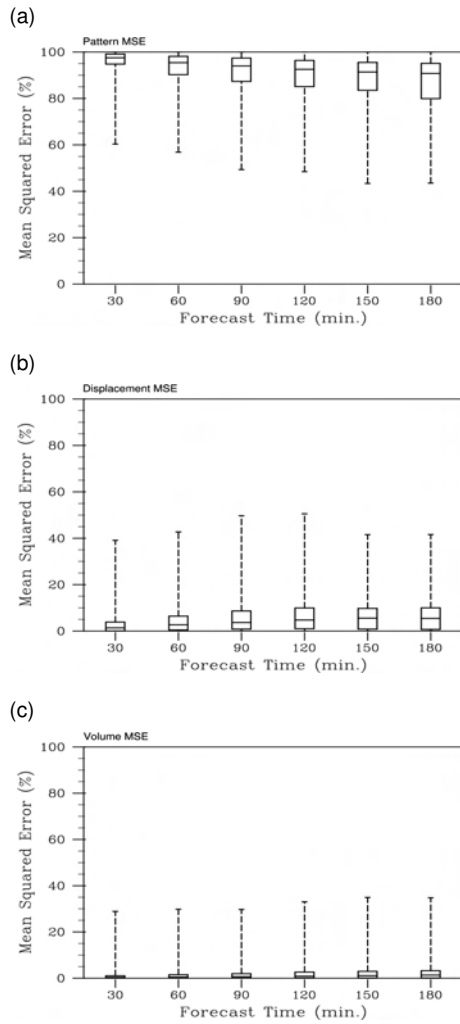 (a)
Pattern MSE
100
80
60
40
20
0
Mean Squared Error (%)
30 60 90 120 150 180
Forecast Time (min.)
(b)
Displacement MSE
100
80
60
40
20
0
Mean Squared Error (%)
30 60 90 120 150 180
Forecast Time (min.)
(c)
Volume MSE
100
80
60
40
20
0
Mean Squared Error (%)
30 60 90 120 150 180
Forecast Time (min.)